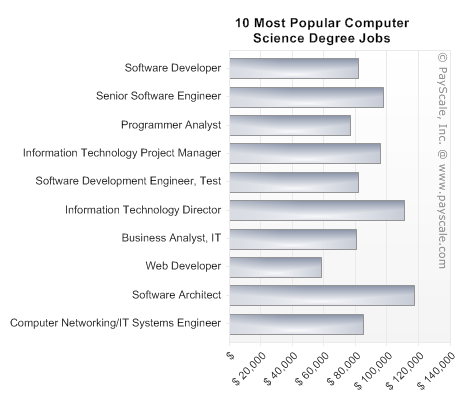 10 Most Popular Computer
Science Degree Jobs
Software Developer
Senior Software Engineer
Programmer Analyst
Information Technology Project Manager
Software Development Engineer, Test
Information Technology Director
Business Analyst, IT
Web Developer
Software Architect
Computer Networking/IT Systems Engineer
$
$ 20,000
$ 40,000
$ 60,000
$ 80,000
$ 100,000
$ 120,000
$ 140,000
© PayScale, Inc. @ www.payscale.com